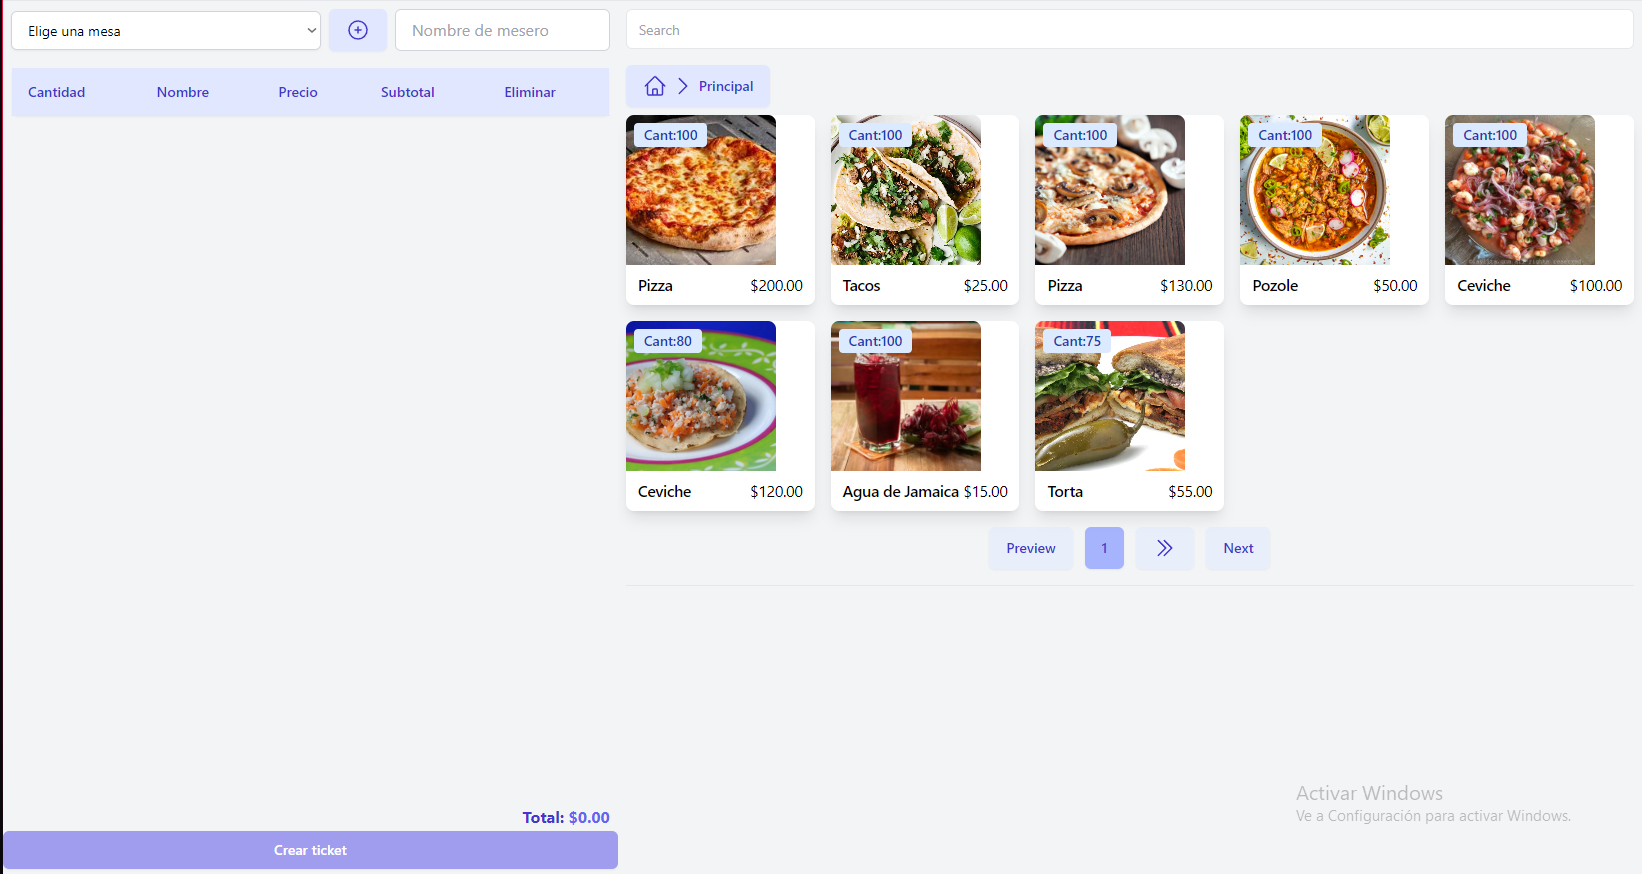 Elige una mesa
Nombre de mesero
Search
Cantidad Nombre Precio Subtotal Eliminar
Principal
Cant:100
Pizza $200.00
Cant:100
Tacos $25.00
Cant:100
Pizza $130.00
Cant:100
Pozole $50.00
Cant:100
Ceviche $100.00
Cant:80
Ceviche $120.00
Cant:100
Agua de Jamaica $15.00
Cant:75
Torta $55.00
Preview 1 Next
Total: $0.00
Crear ticket
Activar Windows
Ve a Configuración para activar Windows.